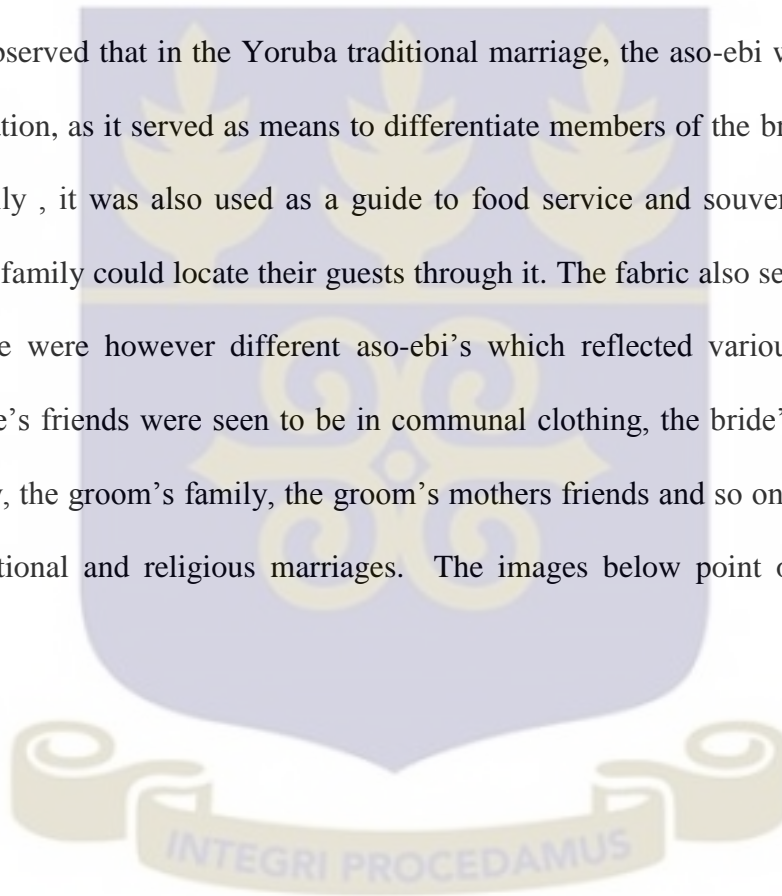 bserved that in the Yoruba traditional marriage, the aso-ebi
tion, as it served as means to differentiate members of the
ly , it was also used as a guide to food service and
family could locate their guests through it. The fabric also
e were however different aso-ebi's which reflected
e's friends were seen to be in communal clothing, the bride'
, the groom's family, the groom's mothers friends and so on
tional and religious marriages. The images below point
INTEGRI PROCEDAMUS